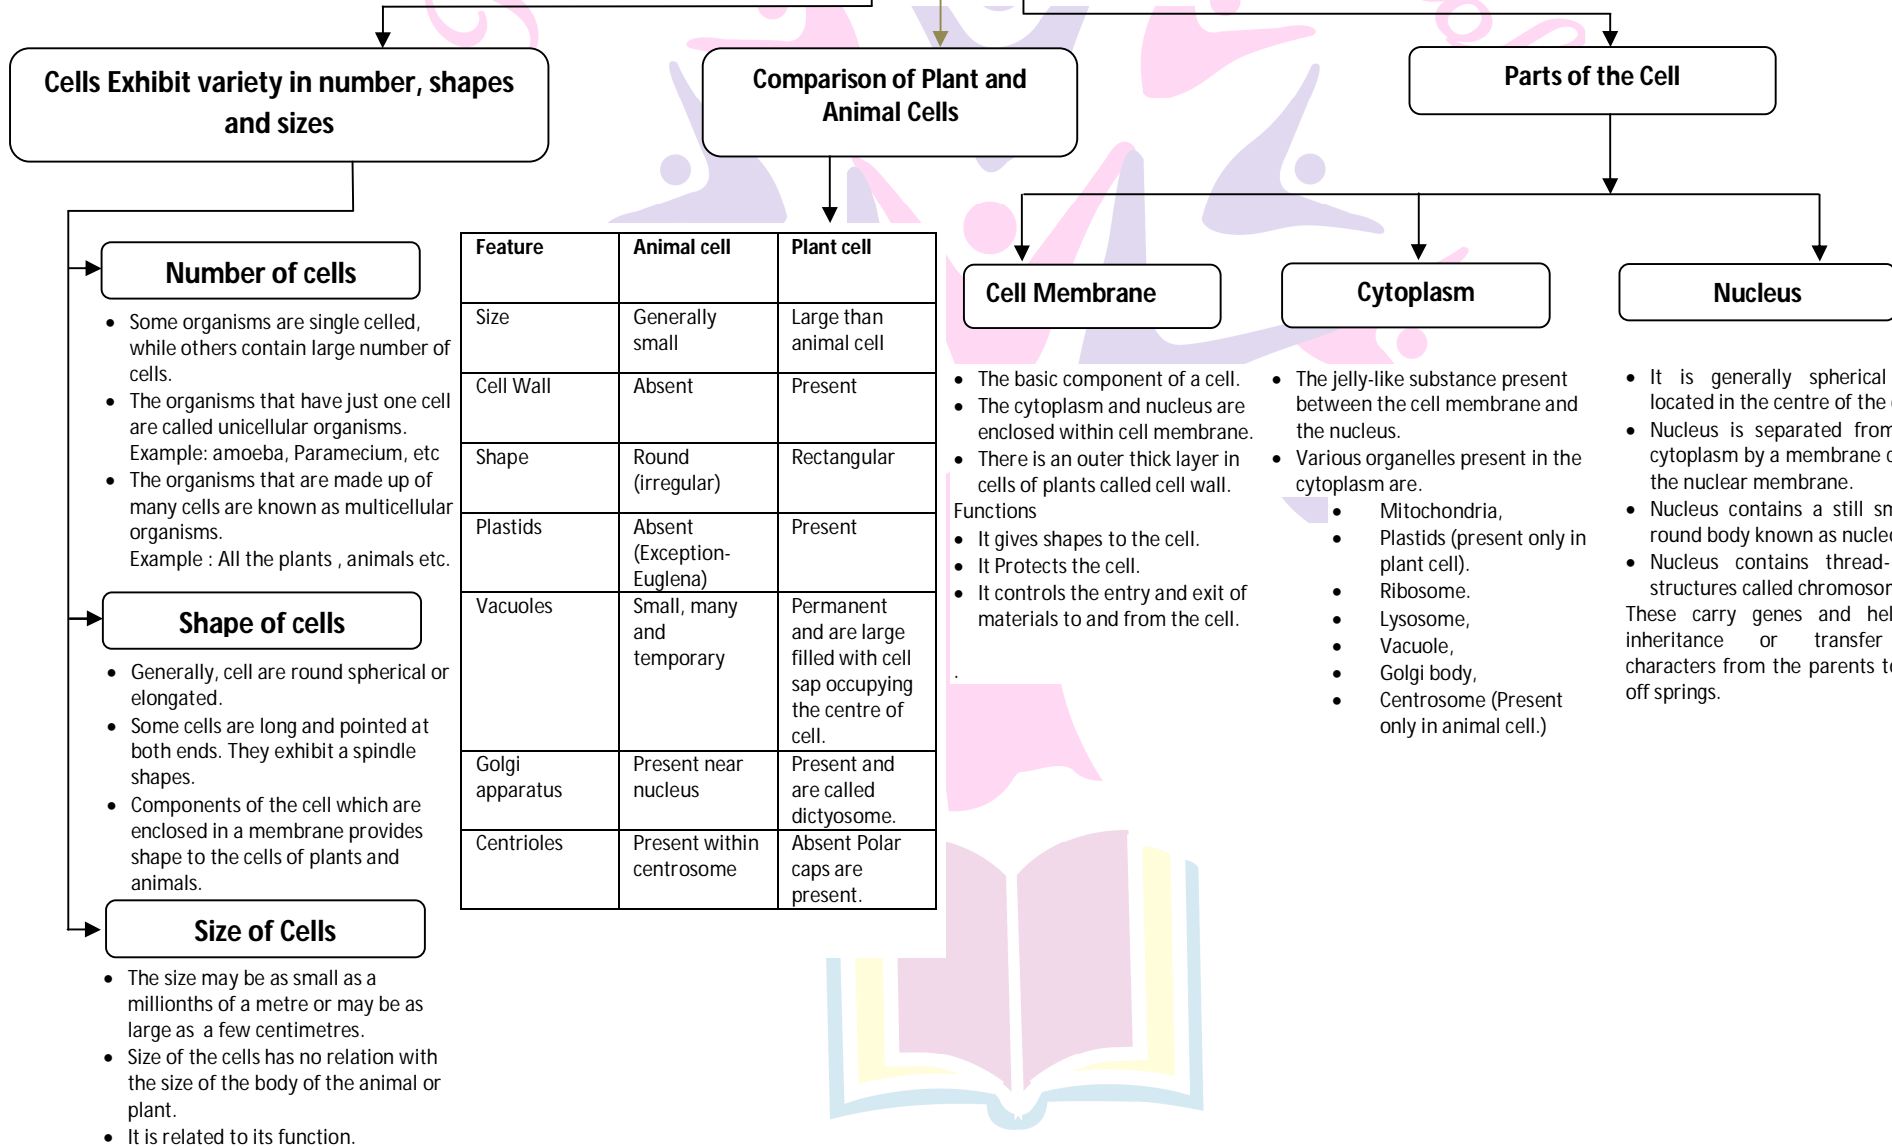 Cells Exhibit variety in number, shapes
and sizes
Number of cells
• Some organisms are single celled,
while others contain large number of
cells.
• The organisms that have just one cell
are called unicellular organisms.
Example: amoeba, Paramecium, etc
• The organisms that are made up of
many cells are known as multicellular
organisms.
Example : All the plants , animals etc.
Shape of cells
• Generally, cell are round spherical or
elongated.
• Some cells are long and pointed at
both ends. They exhibit a spindle
shapes.
• Components of the cell which are
enclosed in a membrane provides
shape to the cells of plants and
animals.
Size of Cells
• The size may be as small as a
millionths of a metre or may be as
large as a few centimetres.
• Size of the cells has no relation with
the size of the body of the animal or
plant.
• It is related to its function.
Comparison of Plant and
Animal Cells
Feature Animal cell Plant cell
Size Generally Large than
small animal cell
Cell Wall Absent Present
Shape Round Rectangular
(irregular)
Plastids Absent Present
(Exception-
Euglena)
Vacuoles Small, many Permanent
and and are large
temporary filled with cell
sap occupying
the centre of
cell.
Golgi Present near Present and
apparatus nucleus are called
dictyosome.
Centrioles Present within Absent Polar
centrosome caps are
present.
Parts of the Cell
Cell Membrane
• The basic component of a cell.
• The cytoplasm and nucleus are
enclosed within cell membrane.
• There is an outer thick layer in
cells of plants called cell wall.
Functions
• It gives shapes to the cell.
• It Protects the cell.
• It controls the entry and exit of
materials to and from the cell.
.
Cytoplasm
• The jelly-like substance present
between the cell membrane and
the nucleus.
• Various organelles present in the
cytoplasm are.
• Mitochondria,
• Plastids (present only in
plant cell).
• Ribosome.
• Lysosome,
• Vacuole,
• Golgi body,
• Centrosome (Present
only in animal cell.)
Nucleus
• It is generally spherical
located in the centre of the
• Nucleus is separated from
cytoplasm by a membrane
the nuclear membrane.
• Nucleus contains a still
round body known as
• Nucleus contains thread-
structures called
These carry genes and
inheritance or transfer
characters from the parents
off springs.